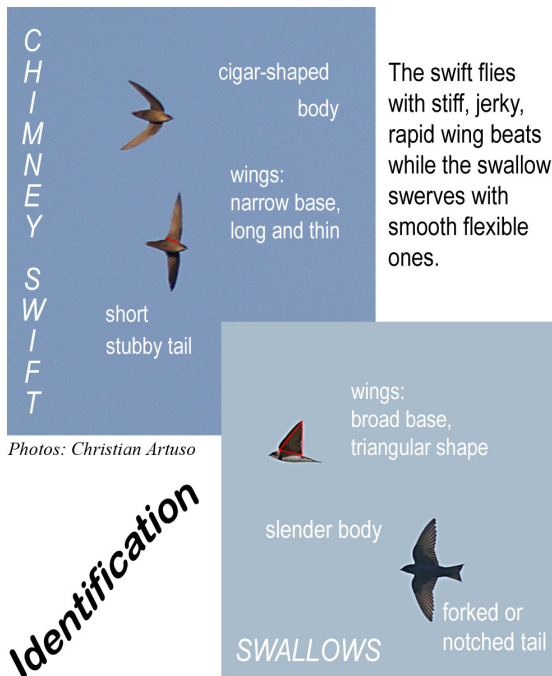 CHIMNEY SWIFT
cigar-shaped
body
wings:
narrow base,
long and thin
short
stubby tail
The swift flies
with stiff, jerky,
rapid wing beats
while the swallow
swerves with
smooth flexible
ones.
Photos: Christian Artuso
Identification
wings:
broad base,
triangular shape
slender body
forked or
notched tail
SWALLOWS